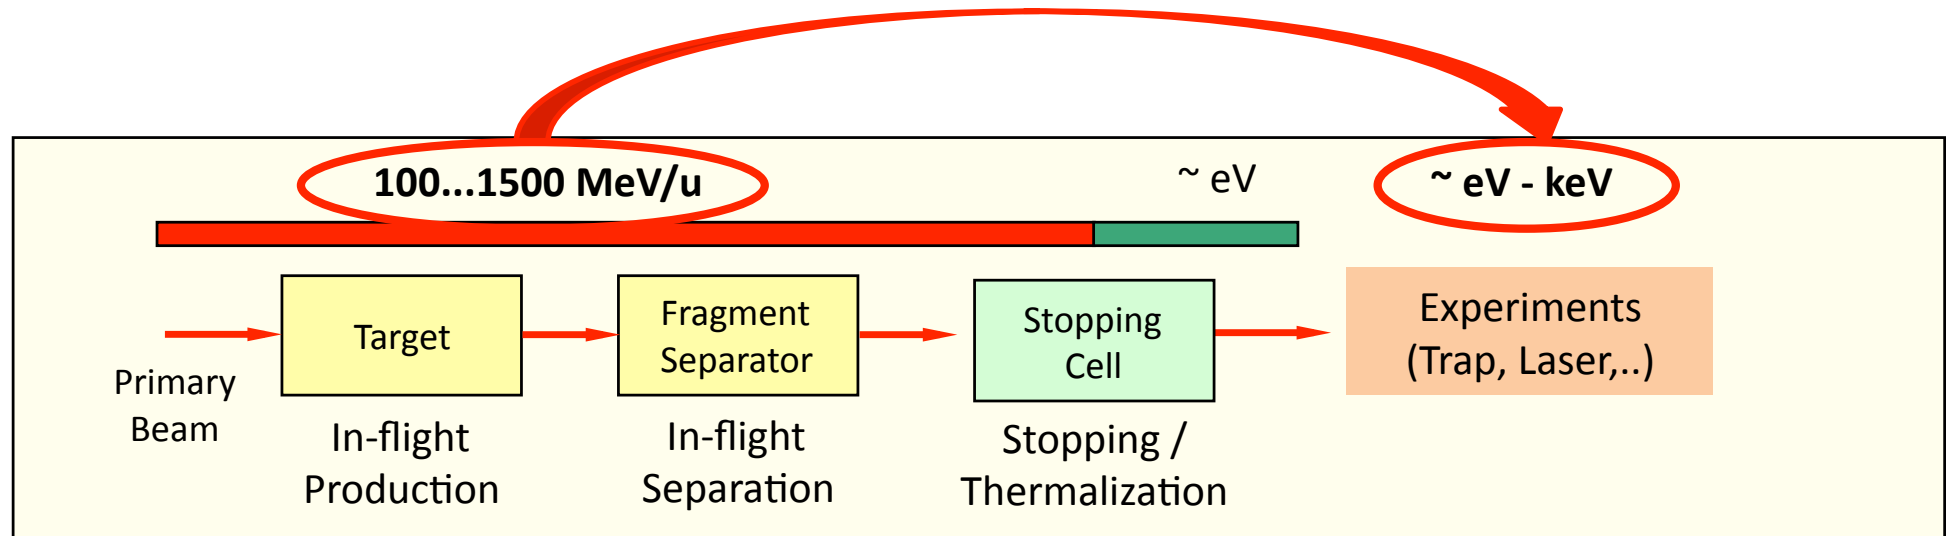 100...1500 MeV/u
~ eV
~ eV - keV
Primary
Beam
Target
In-flight
Production
Fragment
Separator
In-flight
Separation
Stopping
Cell
Stopping /
Thermalization
Experiments
(Trap, Laser,..)